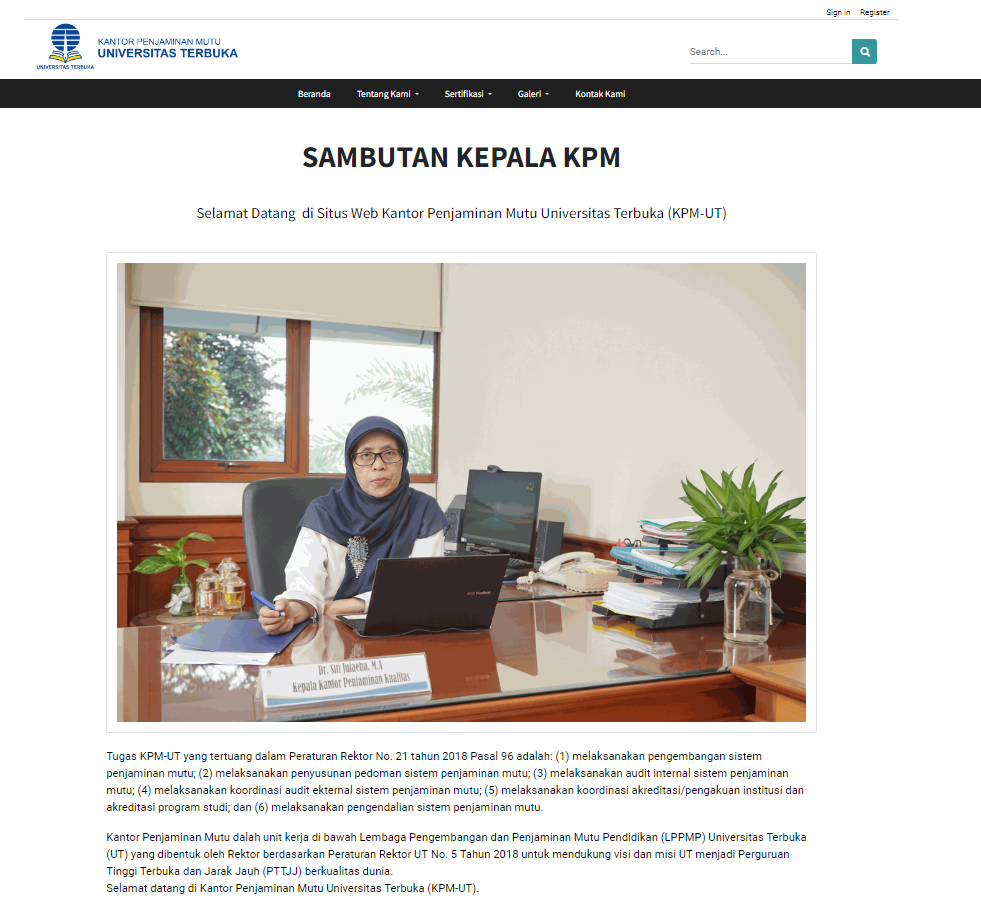 Sign in Register
KANTOR PENJAMINAN MUTU
UNIVERSITAS TERBUKA
UNIVERSITAS TERBUKA
Search...
Beranda Tentang Kami Sertifikasi Galeri Kontak Kami
SAMBUTAN KEPALA KPM
Selamat Datang di Situs Web Kantor Penjaminan Mutu Universitas Terbuka (KPM-UT)
Dr. Siti Julaeha, M.A
Kepala Kantor Penjaminan Kualitas
Tugas KPM-UT yang tertuang dalam Peraturan Rektor No. 21 tahun 2018 Pasal 96 adalah: (1) melaksanakan pengembangan sistem
penjaminan mutu; (2) melaksanakan penyusunan pedoman sistem penjaminan mutu; (3) melaksanakan audit internal sistem penjaminan
mutu; (4) melaksanakan koordinasi audit ekternal sistem penjaminan mutu; (5) melaksanakan koordinasi akreditasi/pengakuan institusi dan
akreditasi program studi; dan (6) melaksanakan pengendalian sistem penjaminan mutu.
Kantor Penjaminan Mutu dalah unit kerja di bawah Lembaga Pengembangan dan Penjaminan Mutu Pendidikan (LPPMP) Universitas Terbuka
(UT) yang dibentuk oleh Rektor berdasarkan Peraturan Rektor UT No. 5 Tahun 2018 untuk mendukung visi dan misi UT menjadi Perguruan
Tinggi Terbuka dan Jarak Jauh (PTTJJ) berkualitas dunia.
Selamat datang di Kantor Penjaminan Mutu Universitas Terbuka (KPM-UT).